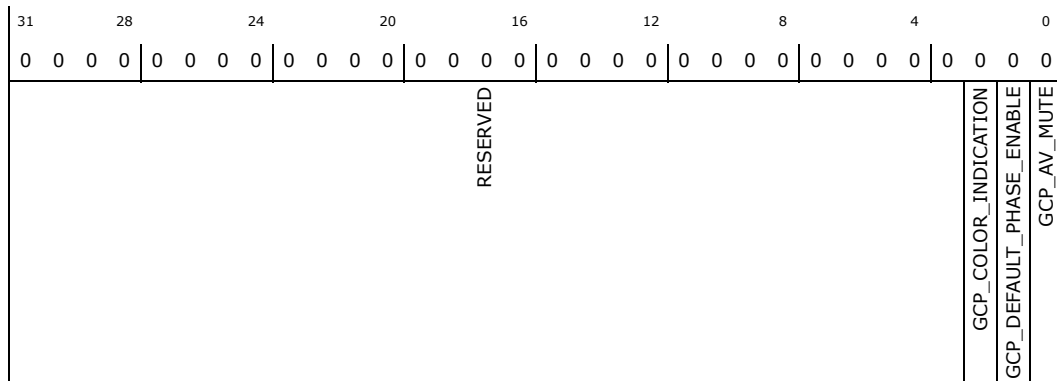 31 28 24 20 16 12 8 4 0
0 0 0 0 0 0 0 0 0 0 0 0 0 0 0 0 0 0 0 0 0 0 0 0 0 0 0 0 0 0 0 0
RESERVED
GCP_COLOR_INDICATION
GCP_DEFAULT_PHASE_ENABLE
GCP_AV_MUTE